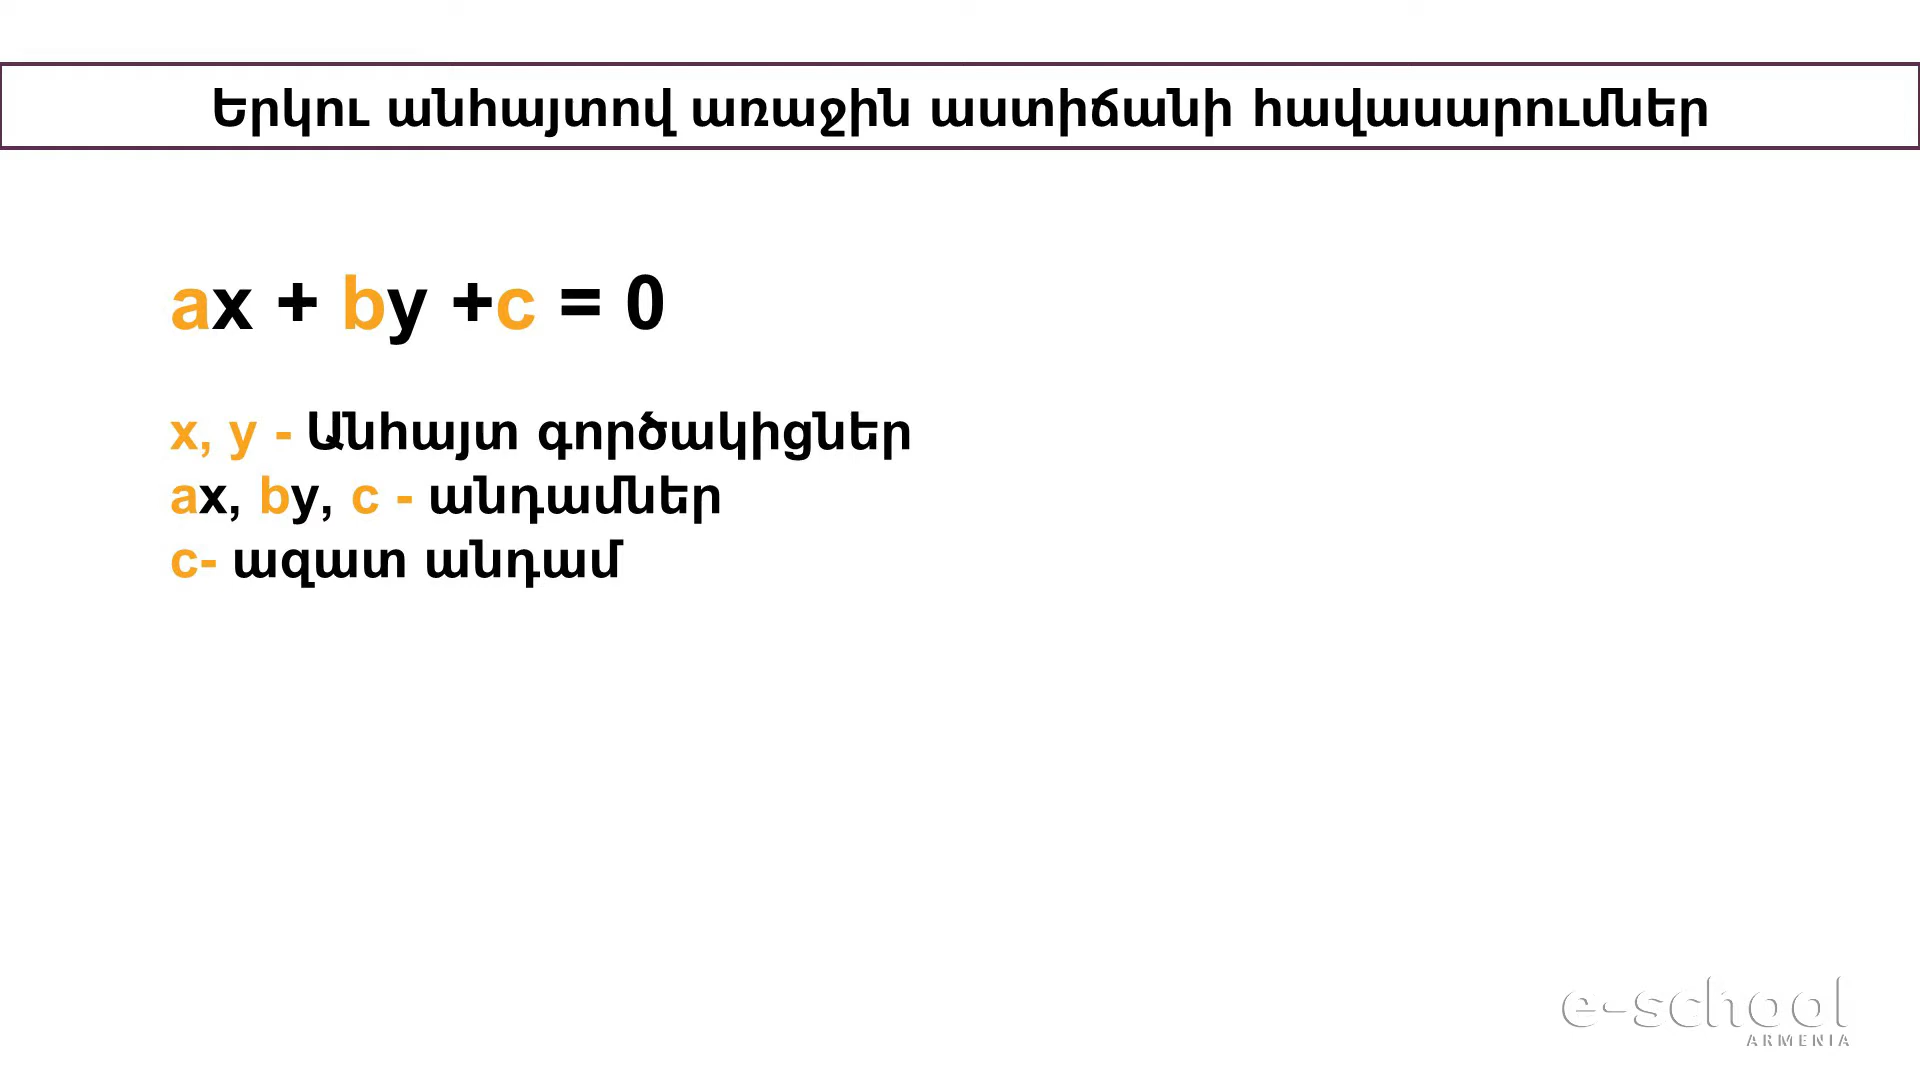 Երկու անհայտով առաջին աստիճանի հավասարումներ
ax + by +c = 0
x, y - Անհայտ գործակիցներ
ax, by, c - անդամներ
c- ազատ անդամ
e-school
ARMENIA